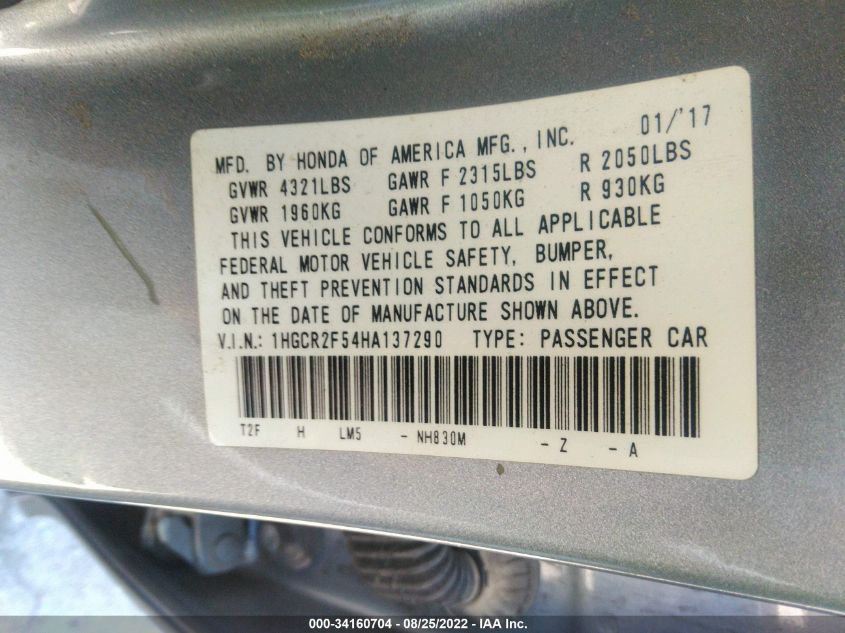 01/'17
MFD. BY HONDA OF AMERICA MFG., INC.
GVWR 4321LBS GAWR F 2315LBS R 2050LBS
GVWR 1960KG GAWR F 1050KG R 930KG
THIS VEHICLE CONFORMS TO ALL APPLICABLE
FEDERAL MOTOR VEHICLE SAFETY, BUMPER,
AND THEFT PREVENTION STANDARDS IN EFFECT
ON THE DATE OF MANUFACTURE SHOWN ABOVE.
V.I.N.: 1HGCR2F54HA137290 TYPE: PASSENGER CAR
T2F H LM5 - NH830M - Z - A
000-34160704 - 08/25/2022 - IAA Inc.